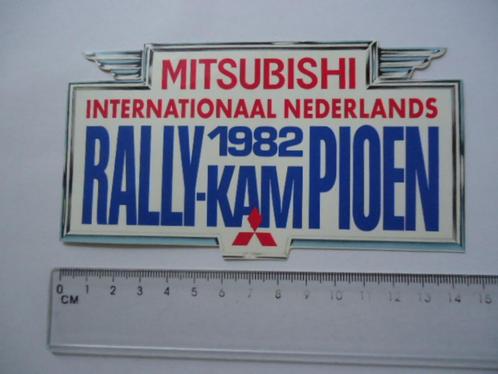 MITSUBISHI
INTERNATIONAAL NEDERLANDS
1982
RALLY-KAMPIOEN
0 1 2 3 4 5 6 7 8 9 10 11 12 13 14 15
CM